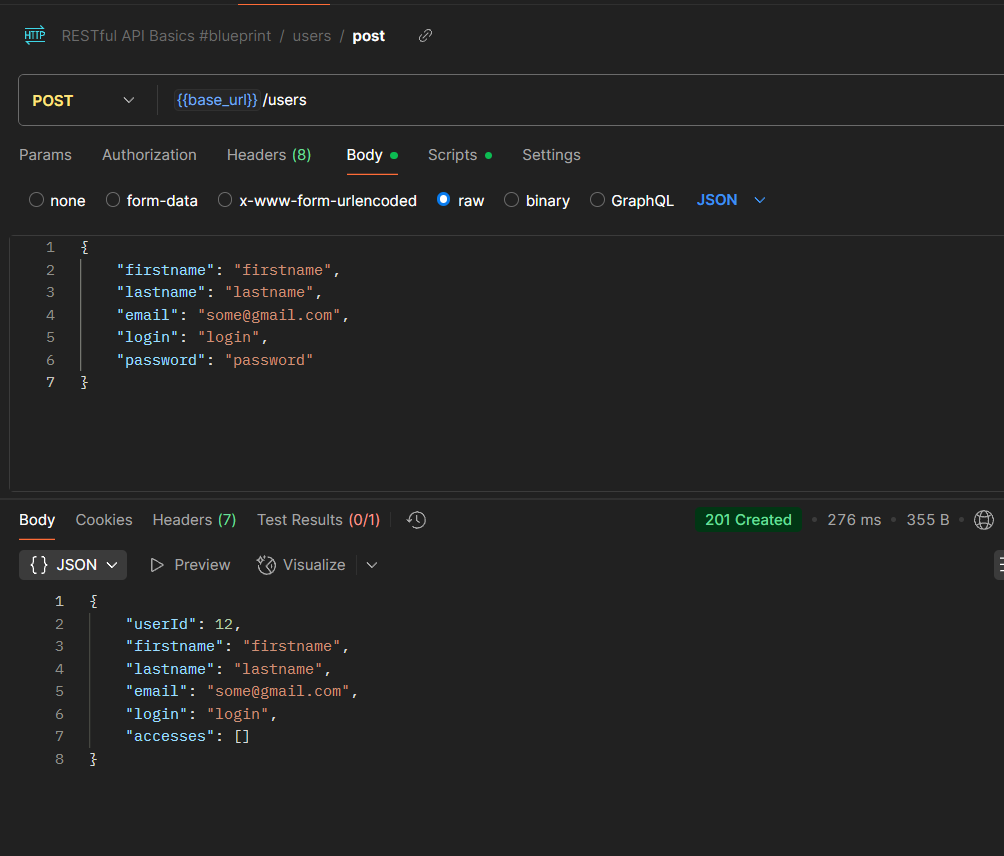 HTTP RESTful API Basics #blueprint / users / post
POST {{base_url}}/users
Params Authorization Headers (8) Body Scripts Settings
none form-data x-www-form-urlencoded raw binary GraphQL JSON
1 {
2 "firstname": "firstname",
3 "lastname": "lastname",
4 "email": "some@gmail.com",
5 "login": "login",
6 "password": "password"
7 }
Body Cookies Headers (7) Test Results (0/1) 201 Created • 276 ms • 355 B •
{} JSON Preview Visualize
1 {
2 "userId": 12,
3 "firstname": "firstname",
4 "lastname": "lastname",
5 "email": "some@gmail.com",
6 "login": "login",
7 "accesses": []
8 }